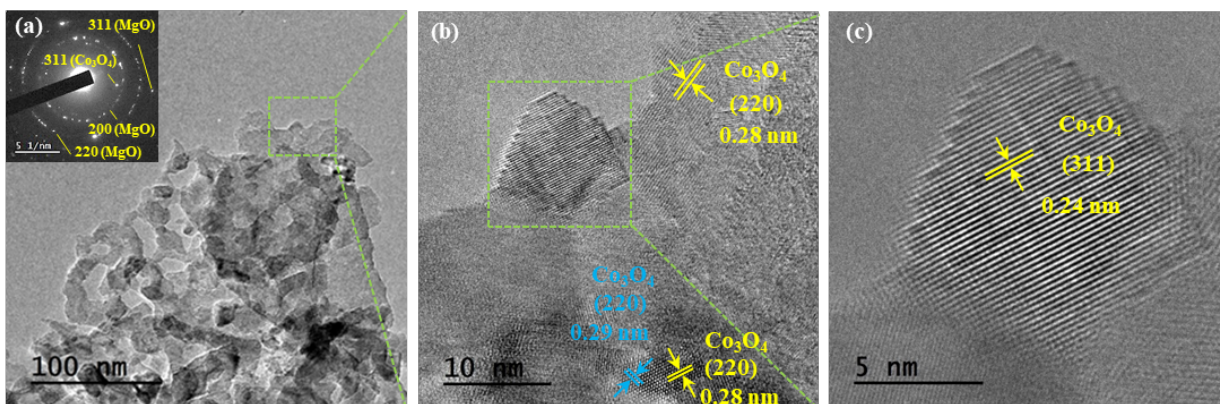 (a)
311 (MgO)
311 (Co₃O₄)
200 (MgO)
220 (MgO)
5 1/nm
100 nm
(b)
Co₃O₄
(220)
0.28 nm
Co₃O₄
(220)
0.29 nm
Co₃O₄
(220)
0.28 nm
10 nm
(c)
Co₃O₄
(311)
0.24 nm
5 nm